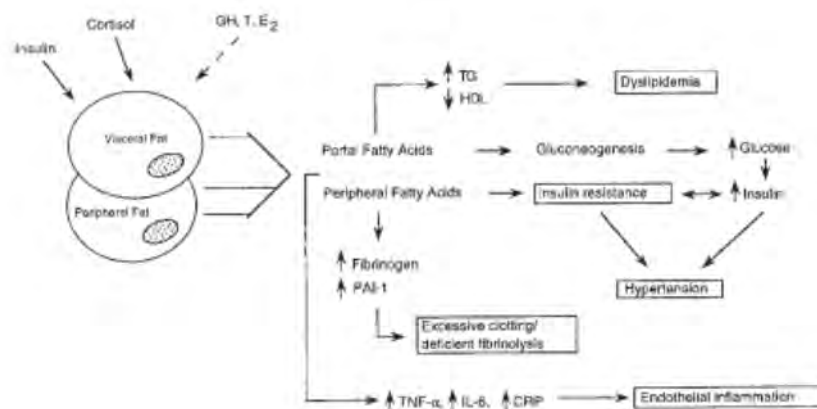 GH, T, E2
Cortisol
Insulin
Visceral Fat
Peripheral Fat
↑ TG
↓ HDL
Dyslipidemia
Portal Fatty Acids
Gluconeogenesis
↑ Glucose
Peripheral Fatty Acids
Insulin resistance
↑ Insulin
↑ Fibrinogen
↑ PAI-1
Hypertension
Excessive clotting/
deficient fibrinolysis
↑ TNF-α, ↑ IL-6, ↑ CRP
Endothelial inflammation